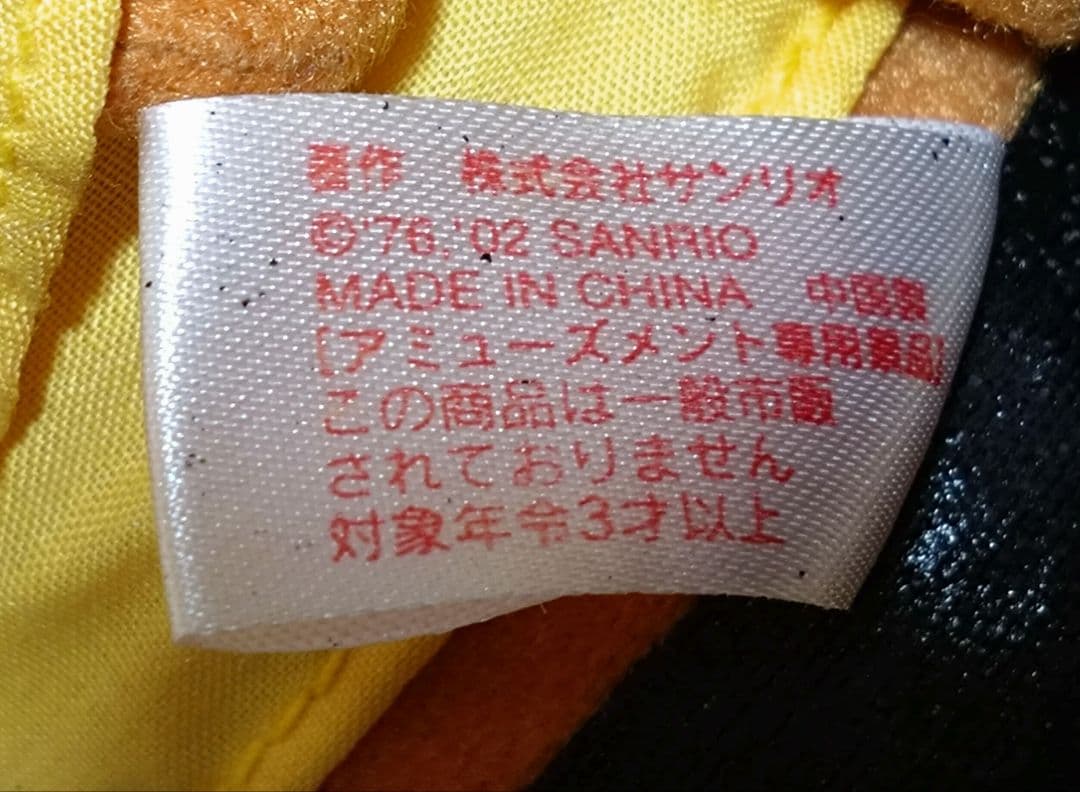 著作　株式会社サンリオ
©'76,'02 SANRIO
MADE IN CHINA　中国製
[アミューズメント専用景品]
この商品は一般市販
されておりません
対象年令3才以上